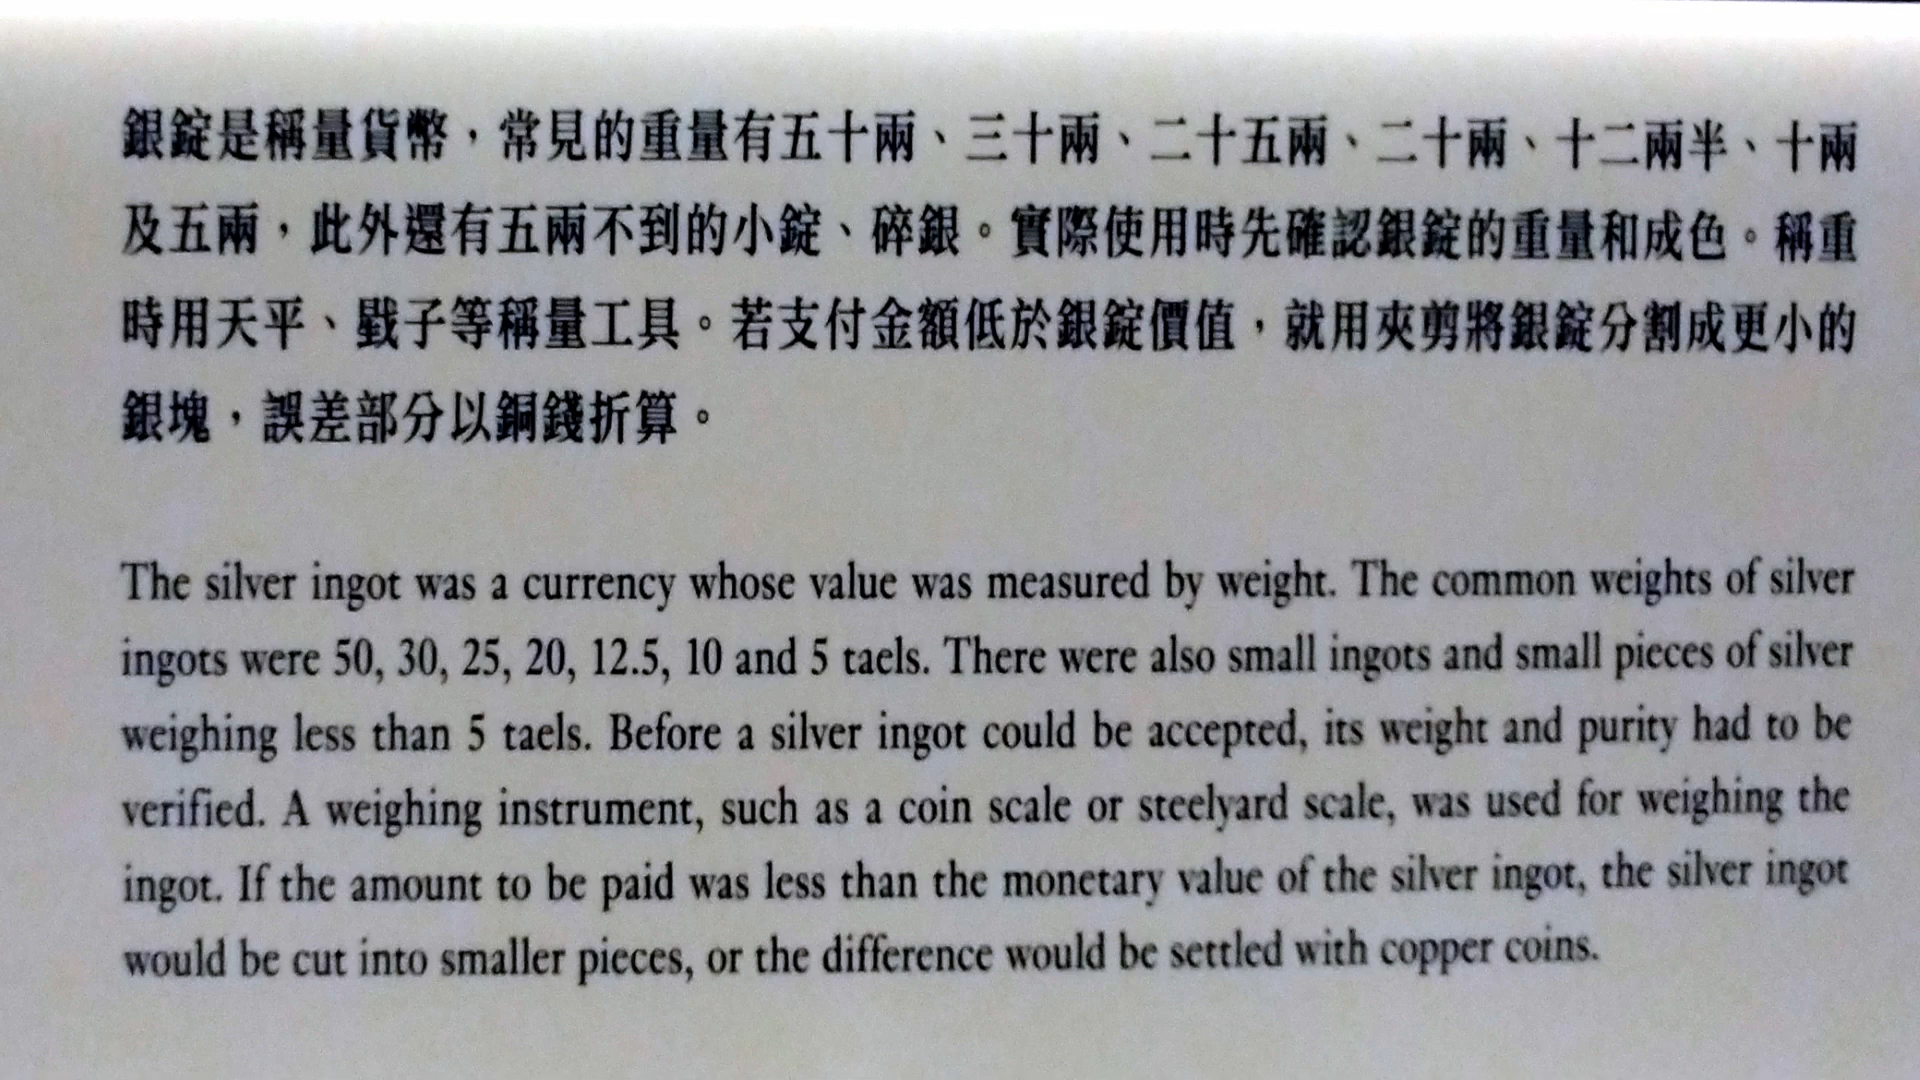 銀錠是稱量貨幣，常見的重量有五十兩、三十兩、二十五兩、二十兩、十二兩半、十兩
及五兩，此外還有五兩不到的小錠、碎銀。實際使用時先確認銀錠的重量和成色。稱重
時用天平、戥子等稱量工具。若支付金額低於銀錠價值，就用夾剪將銀錠分割成更小的
銀塊，誤差部分以銅錢折算。
The silver ingot was a currency whose value was measured by weight. The common weights of silver
ingots were 50, 30, 25, 20, 12.5, 10 and 5 taels. There were also small ingots and small pieces of silver
weighing less than 5 taels. Before a silver ingot could be accepted, its weight and purity had to be
verified. A weighing instrument, such as a coin scale or steelyard scale, was used for weighing the
ingot. If the amount to be paid was less than the monetary value of the silver ingot, the silver ingot
would be cut into smaller pieces, or the difference would be settled with copper coins.